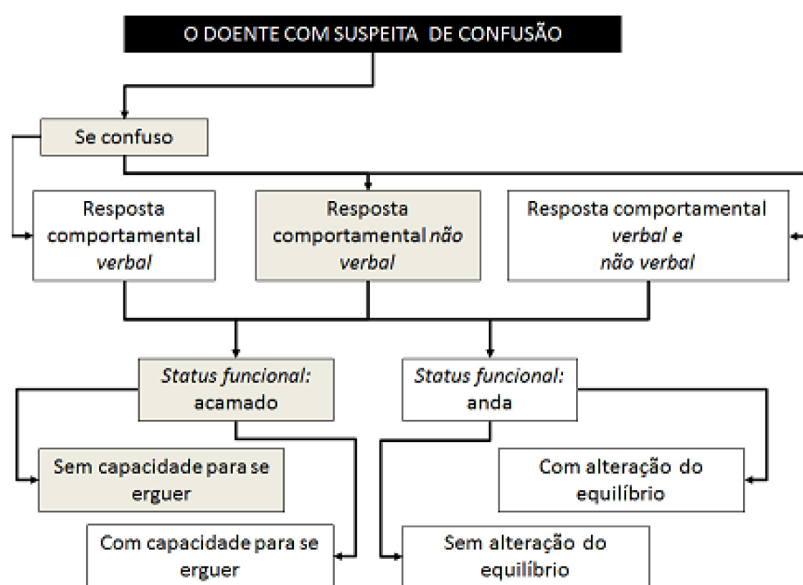 O DOENTE COM SUSPEITA DE CONFUSÃO
Se confuso
Resposta
comportamental
verbal
Resposta
comportamental não
verbal
Resposta comportamental
verbal e
não verbal
Status funcional:
acamado
Status funcional:
anda
Sem capacidade para se
erguer
Com alteração do
equilíbrio
Com capacidade para se
erguer
Sem alteração do
equilíbrio